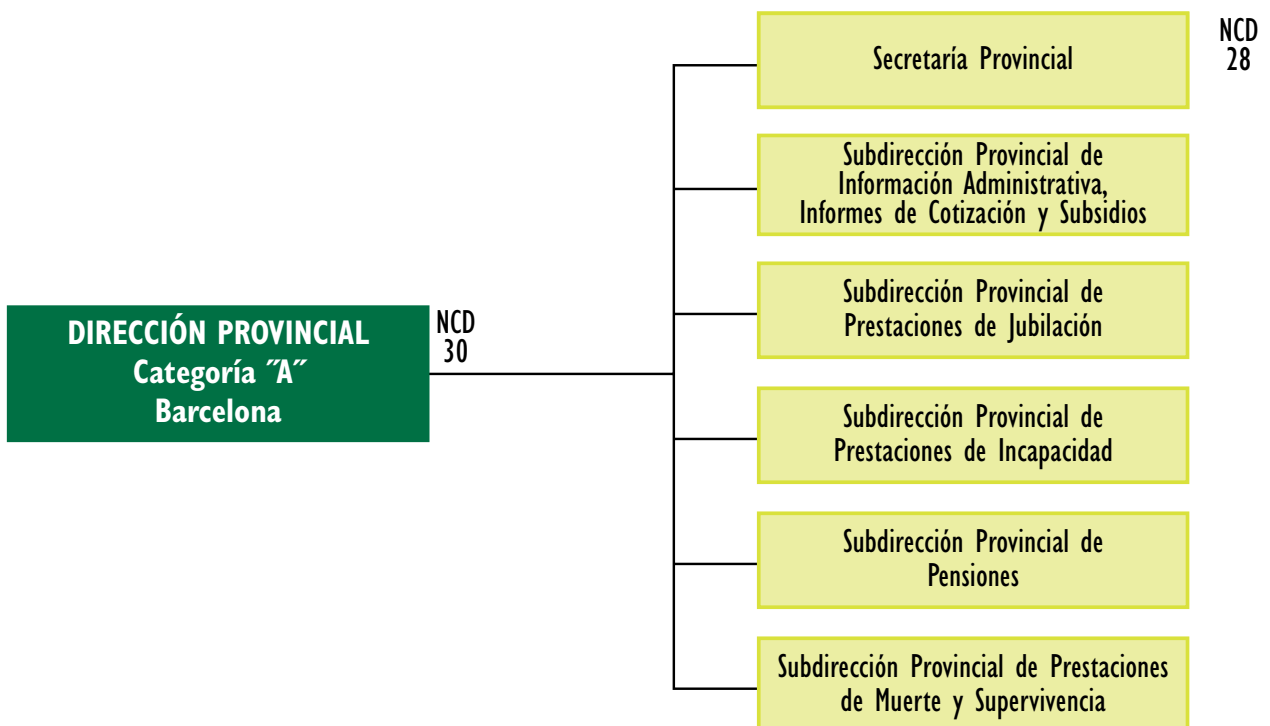 DIRECCIÓN PROVINCIAL
Categoría ˝A˝
Barcelona
NCD
30
Secretaría Provincial
NCD
28
Subdirección Provincial de
Información Administrativa,
Informes de Cotización y Subsidios
Subdirección Provincial de
Prestaciones de Jubilación
Subdirección Provincial de
Prestaciones de Incapacidad
Subdirección Provincial de
Pensiones
Subdirección Provincial de Prestaciones
de Muerte y Supervivencia